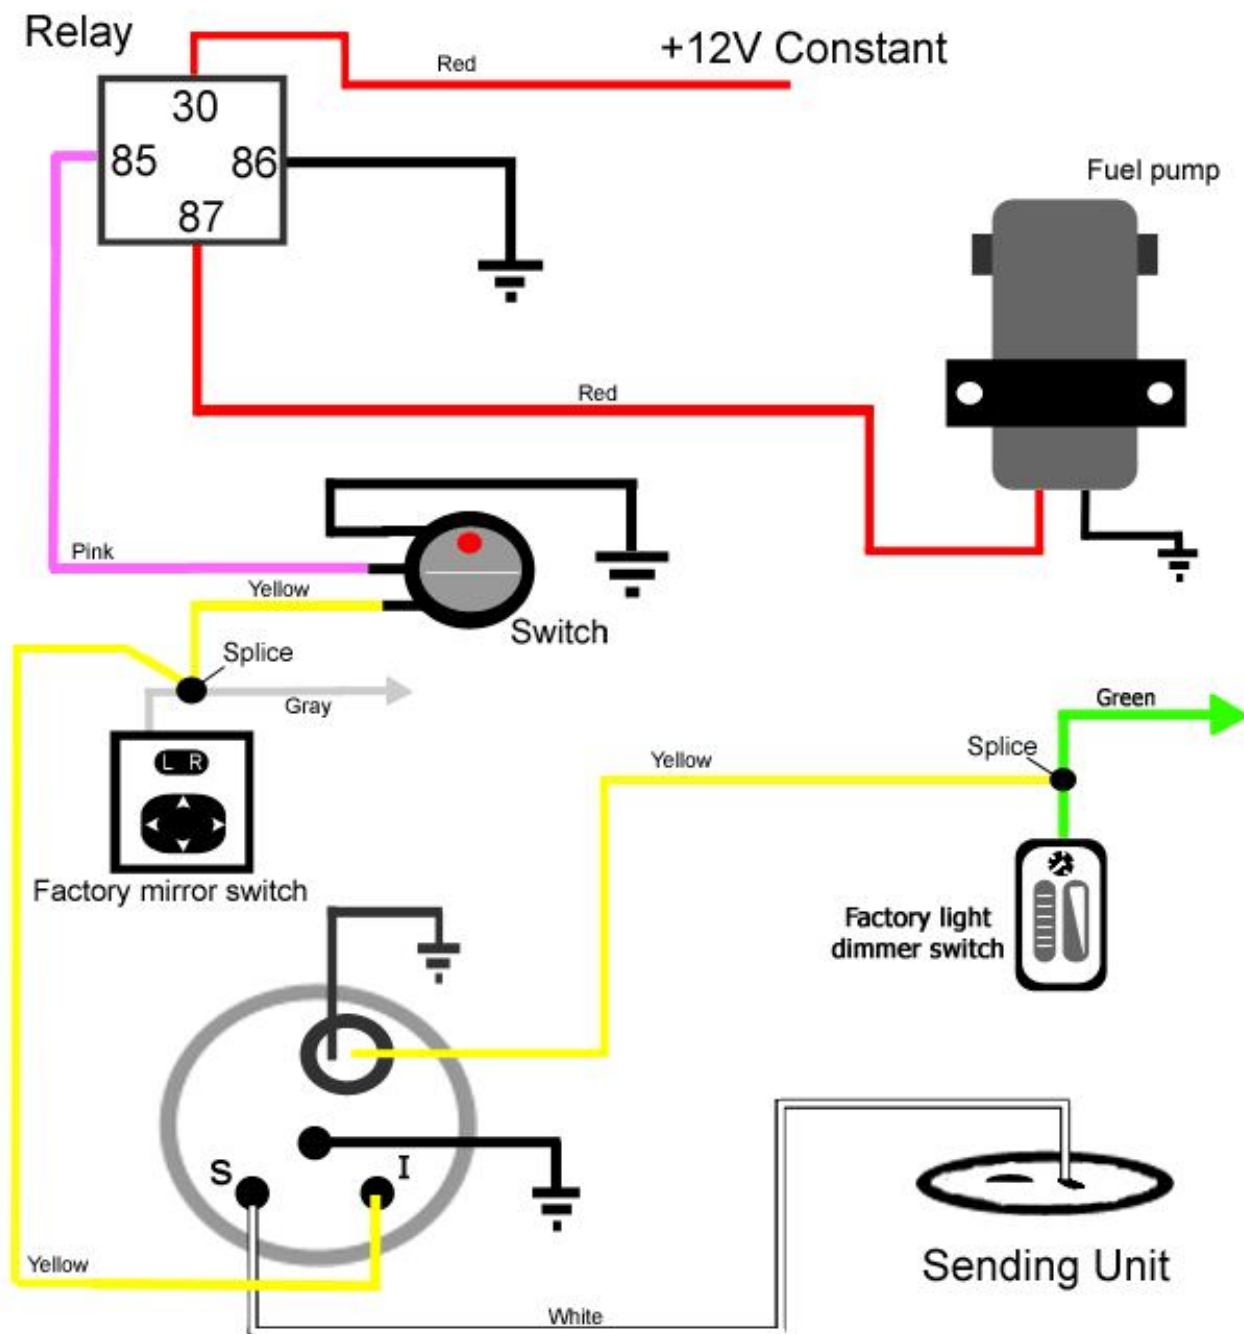 Relay
+12V Constant
Red
30
85
86
87
Fuel pump
Red
Pink
Yellow
Switch
Splice
Gray
Green
Splice
Yellow
L R
Factory mirror switch
Factory light
dimmer switch
S
I
Yellow
Sending Unit
White